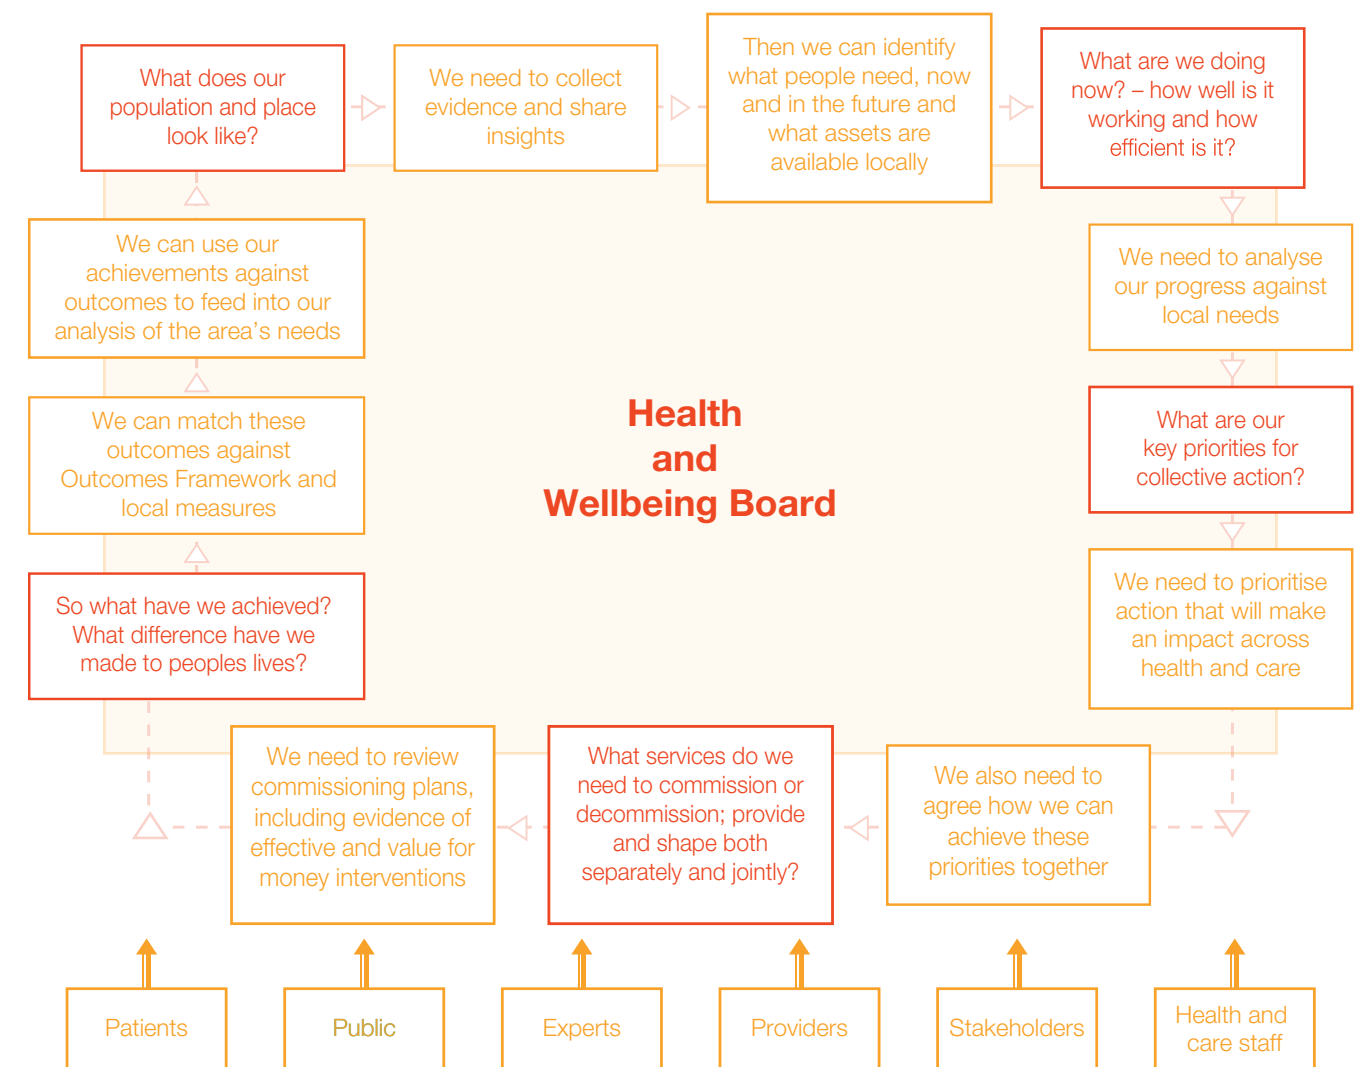 What does our
population and place
look like?
We need to collect
evidence and share
insights
Then we can identify
what people need, now
and in the future and
what assets are
available locally
What are we doing
now? – how well is it
working and how
efficient is it?
We need to analyse
our progress against
local needs
What are our
key priorities for
collective action?
We need to prioritise
action that will make
an impact across
health and care
We also need to
agree how we can
achieve these
priorities together
What services do we
need to commission or
decommission; provide
and shape both
separately and jointly?
We need to review
commissioning plans,
including evidence of
effective and value for
money interventions
So what have we achieved?
What difference have we
made to peoples lives?
We can match these
outcomes against
Outcomes Framework and
local measures
We can use our
achievements against
outcomes to feed into our
analysis of the area’s needs
Health
and
Wellbeing Board
Patients
Public
Experts
Providers
Stakeholders
Health and
care staff